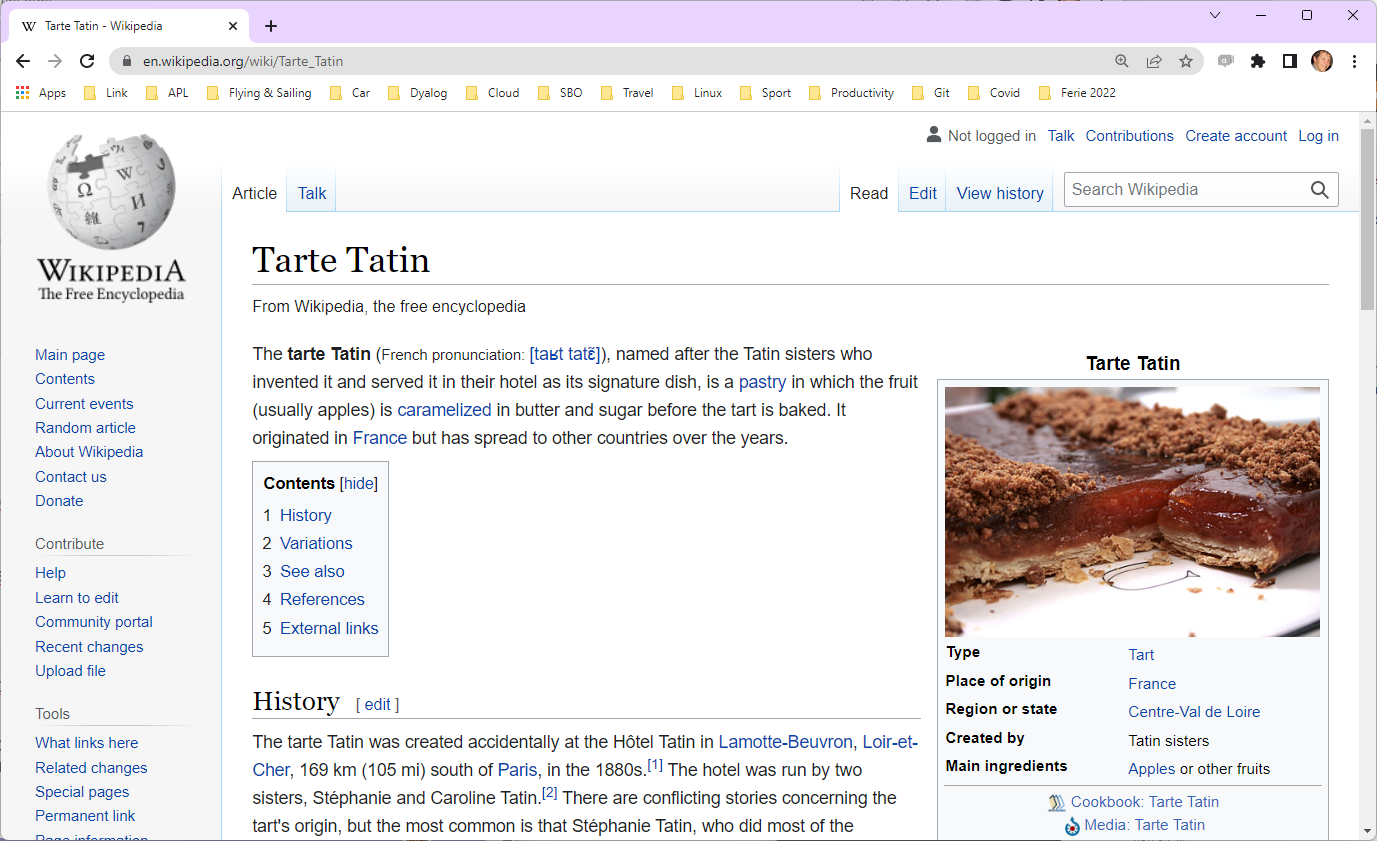 Tarte Tatin - Wikipedia
en.wikipedia.org/wiki/Tarte_Tatin
Apps Link APL Flying & Sailing Car Dyalog Cloud SBO Travel Linux Sport Productivity Git Covid Ferie 2022
Not logged in Talk Contributions Create account Log in
Article Talk Read Edit View history Search Wikipedia
WIKIPEDIA
The Free Encyclopedia
Main page
Contents
Current events
Random article
About Wikipedia
Contact us
Donate
Contribute
Help
Learn to edit
Community portal
Recent changes
Upload file
Tools
What links here
Related changes
Special pages
Permanent link
Page information
Tarte Tatin
From Wikipedia, the free encyclopedia
The tarte Tatin (French pronunciation: [taʁt tatɛ̃]), named after the Tatin sisters who
invented it and served it in their hotel as its signature dish, is a pastry in which the fruit
(usually apples) is caramelized in butter and sugar before the tart is baked. It
originated in France but has spread to other countries over the years.
Contents [hide]
1 History
2 Variations
3 See also
4 References
5 External links
History [ edit ]
The tarte Tatin was created accidentally at the Hôtel Tatin in Lamotte-Beuvron, Loir-et-
Cher, 169 km (105 mi) south of Paris, in the 1880s.[1] The hotel was run by two
sisters, Stéphanie and Caroline Tatin.[2] There are conflicting stories concerning the
tart's origin, but the most common is that Stéphanie Tatin, who did most of the
Tarte Tatin
Type Tart
Place of origin France
Region or state Centre-Val de Loire
Created by Tatin sisters
Main ingredients Apples or other fruits
Cookbook: Tarte Tatin
Media: Tarte Tatin